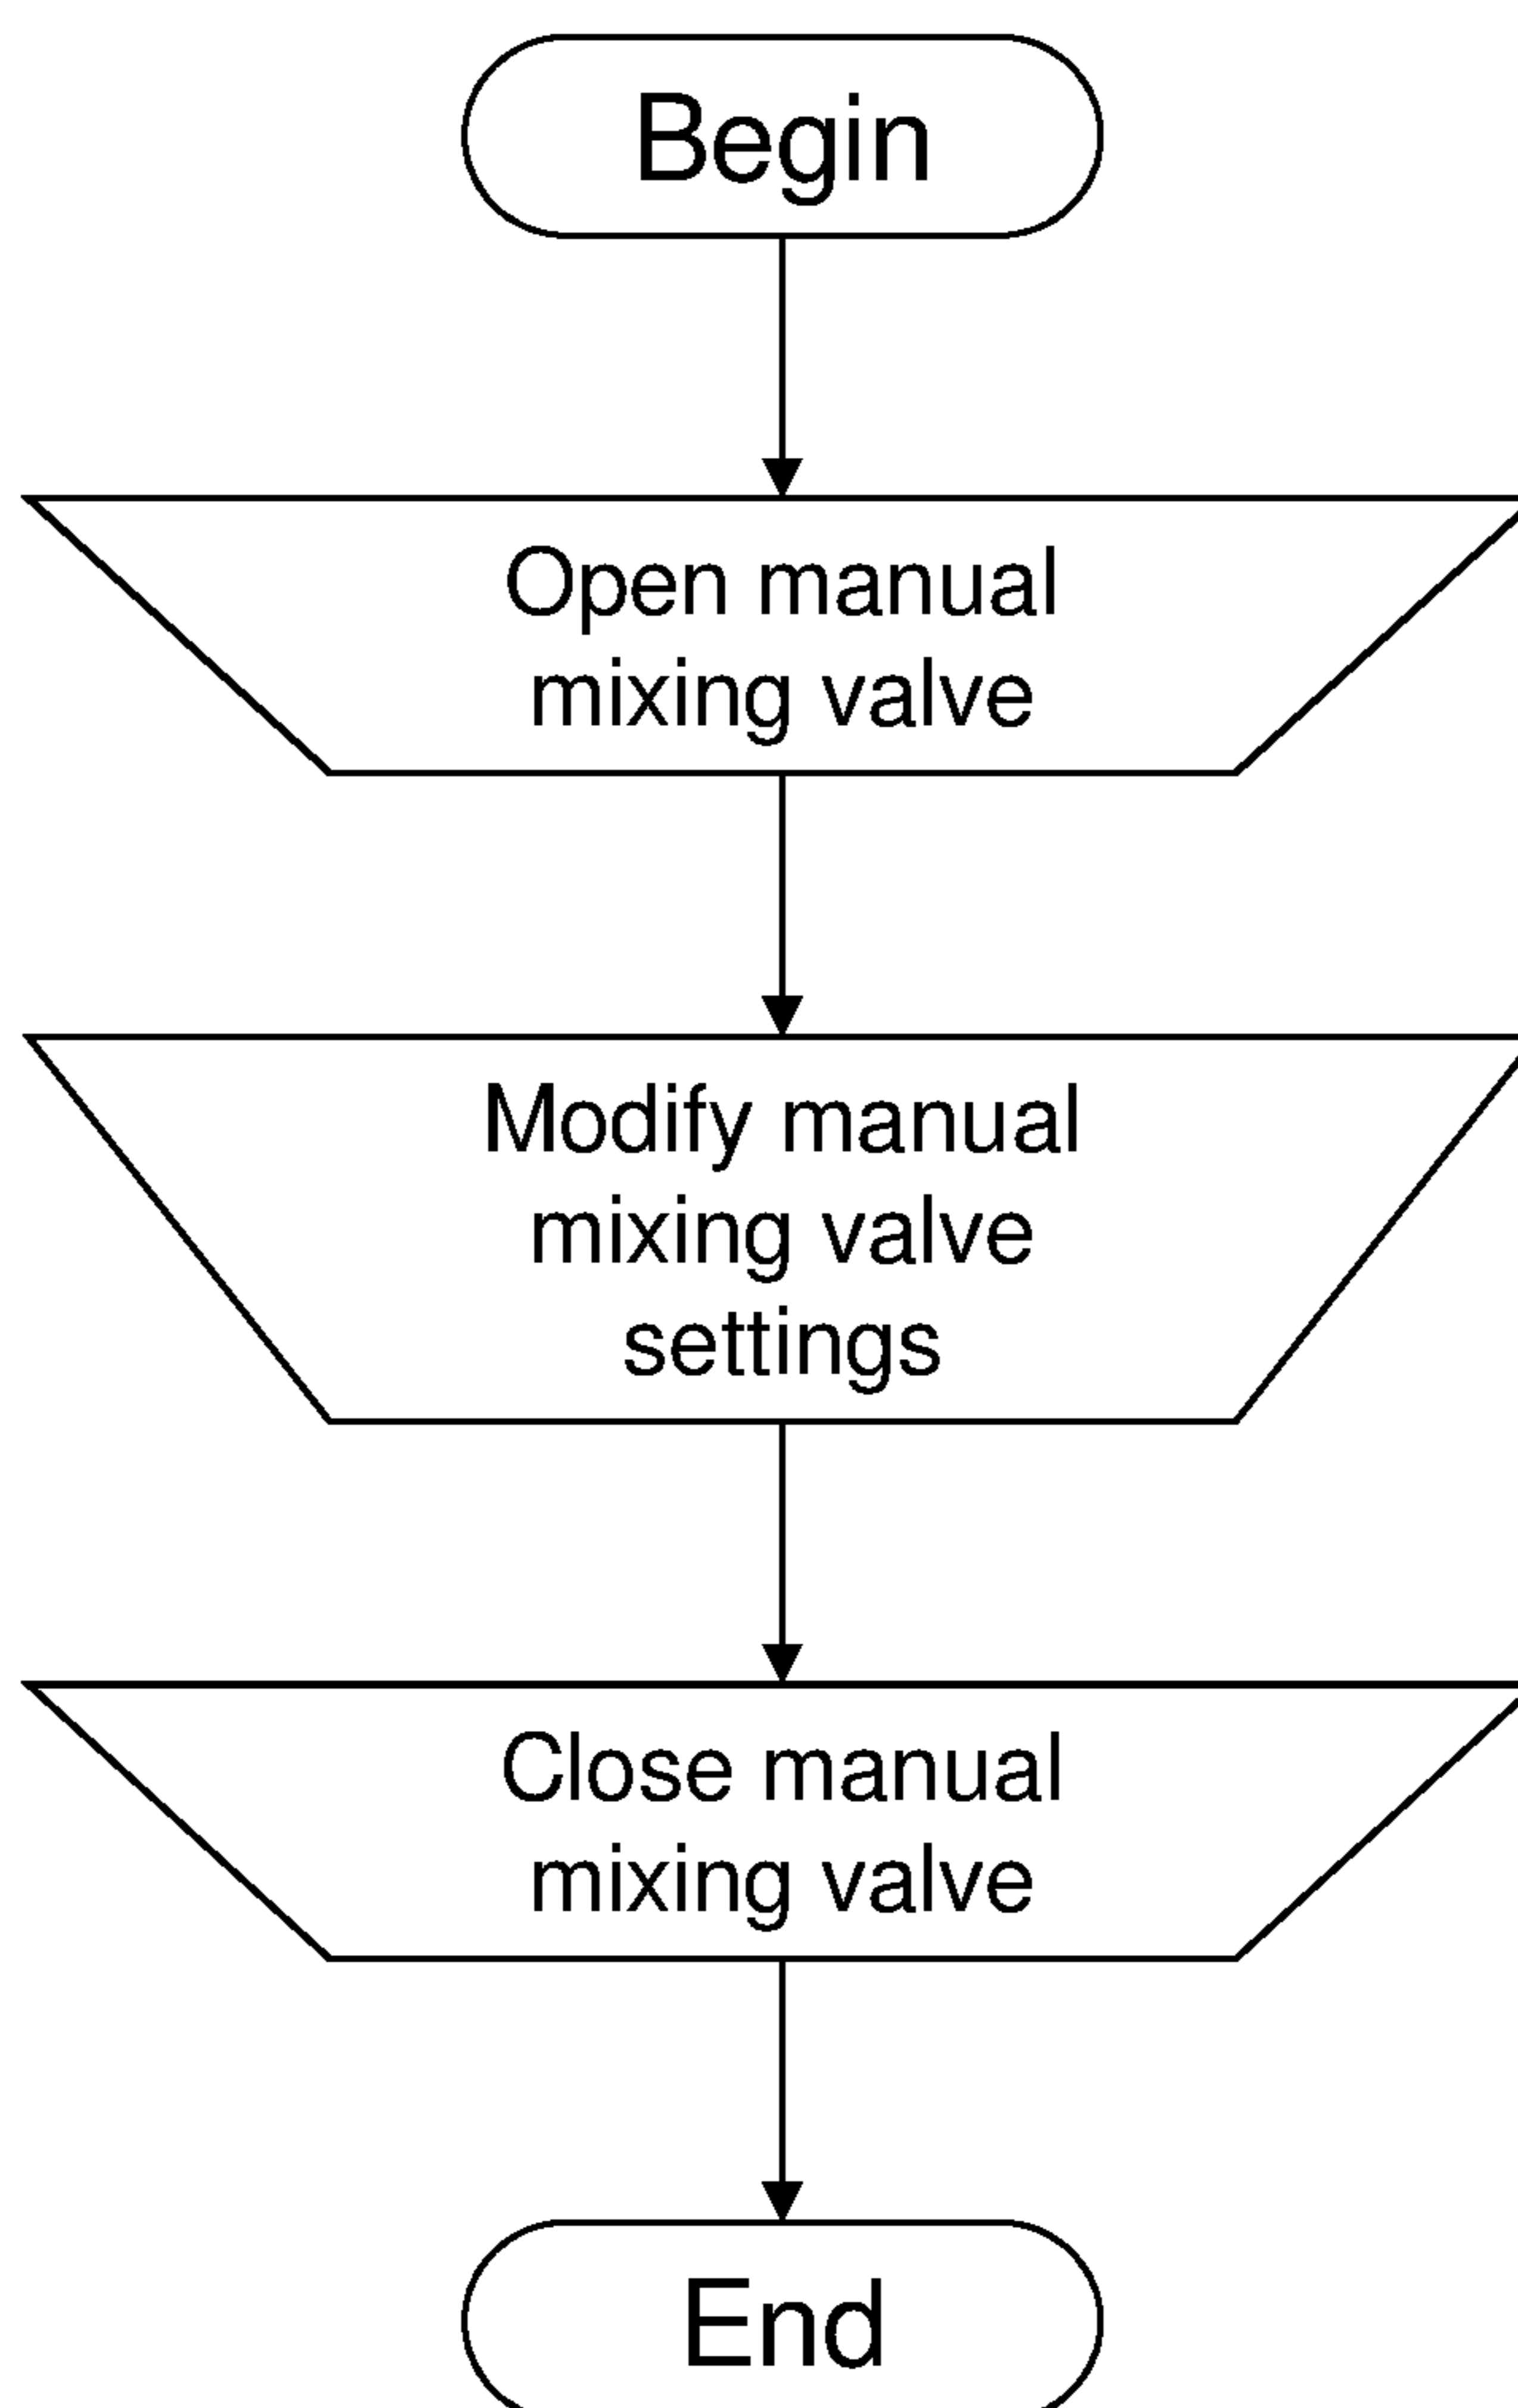 Begin
Open manual
mixing valve
Modify manual
mixing valve
settings
Close manual
mixing valve
End